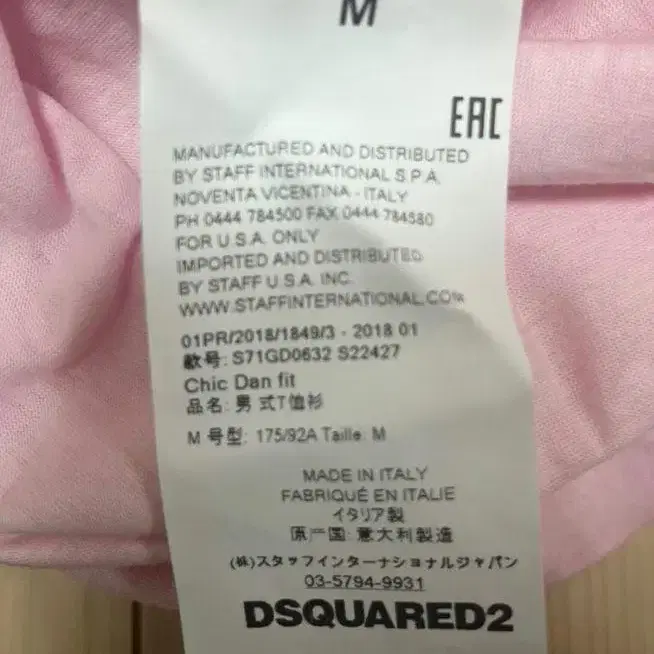 M
EAC
MANUFACTURED AND DISTRIBUTED
BY STAFF INTERNATIONAL S.P.A.
NOVENTA VICENTINA - ITALY
PH 0444 784500 FAX 0444 784580
FOR U.S.A. ONLY
IMPORTED AND DISTRIBUTED
BY STAFF U.S.A. INC.
WWW.STAFFINTERNATIONAL.COM
01PR/2018/1849/3 - 2018 01
款号: S71GD0632 S22427
Chic Dan fit
品名: 男 式T恤衫
M 号型: 175/92A Taille: M
MADE IN ITALY
FABRIQUÉ EN ITALIE
イタリア製
原产国: 意大利製造
(株)スタッフインターナショナルジャパン
03-5794-9931
DSQUARED2